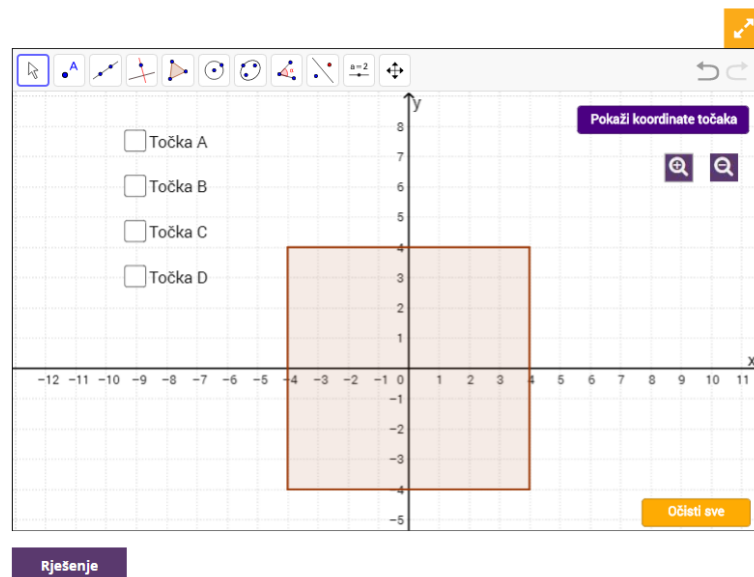 A
α
a=2
y
Pokaži koordinate točaka
8
Točka A
7
Točka B
6
5
Točka C
4
Točka D
3
2
1
x
−12 −11 −10 −9 −8 −7 −6 −5 −4 −3 −2 −1 0 1 2 3 4 5 6 7 8 9 10 11
−1
−2
−3
−4
Očisti sve
−5
Rješenje